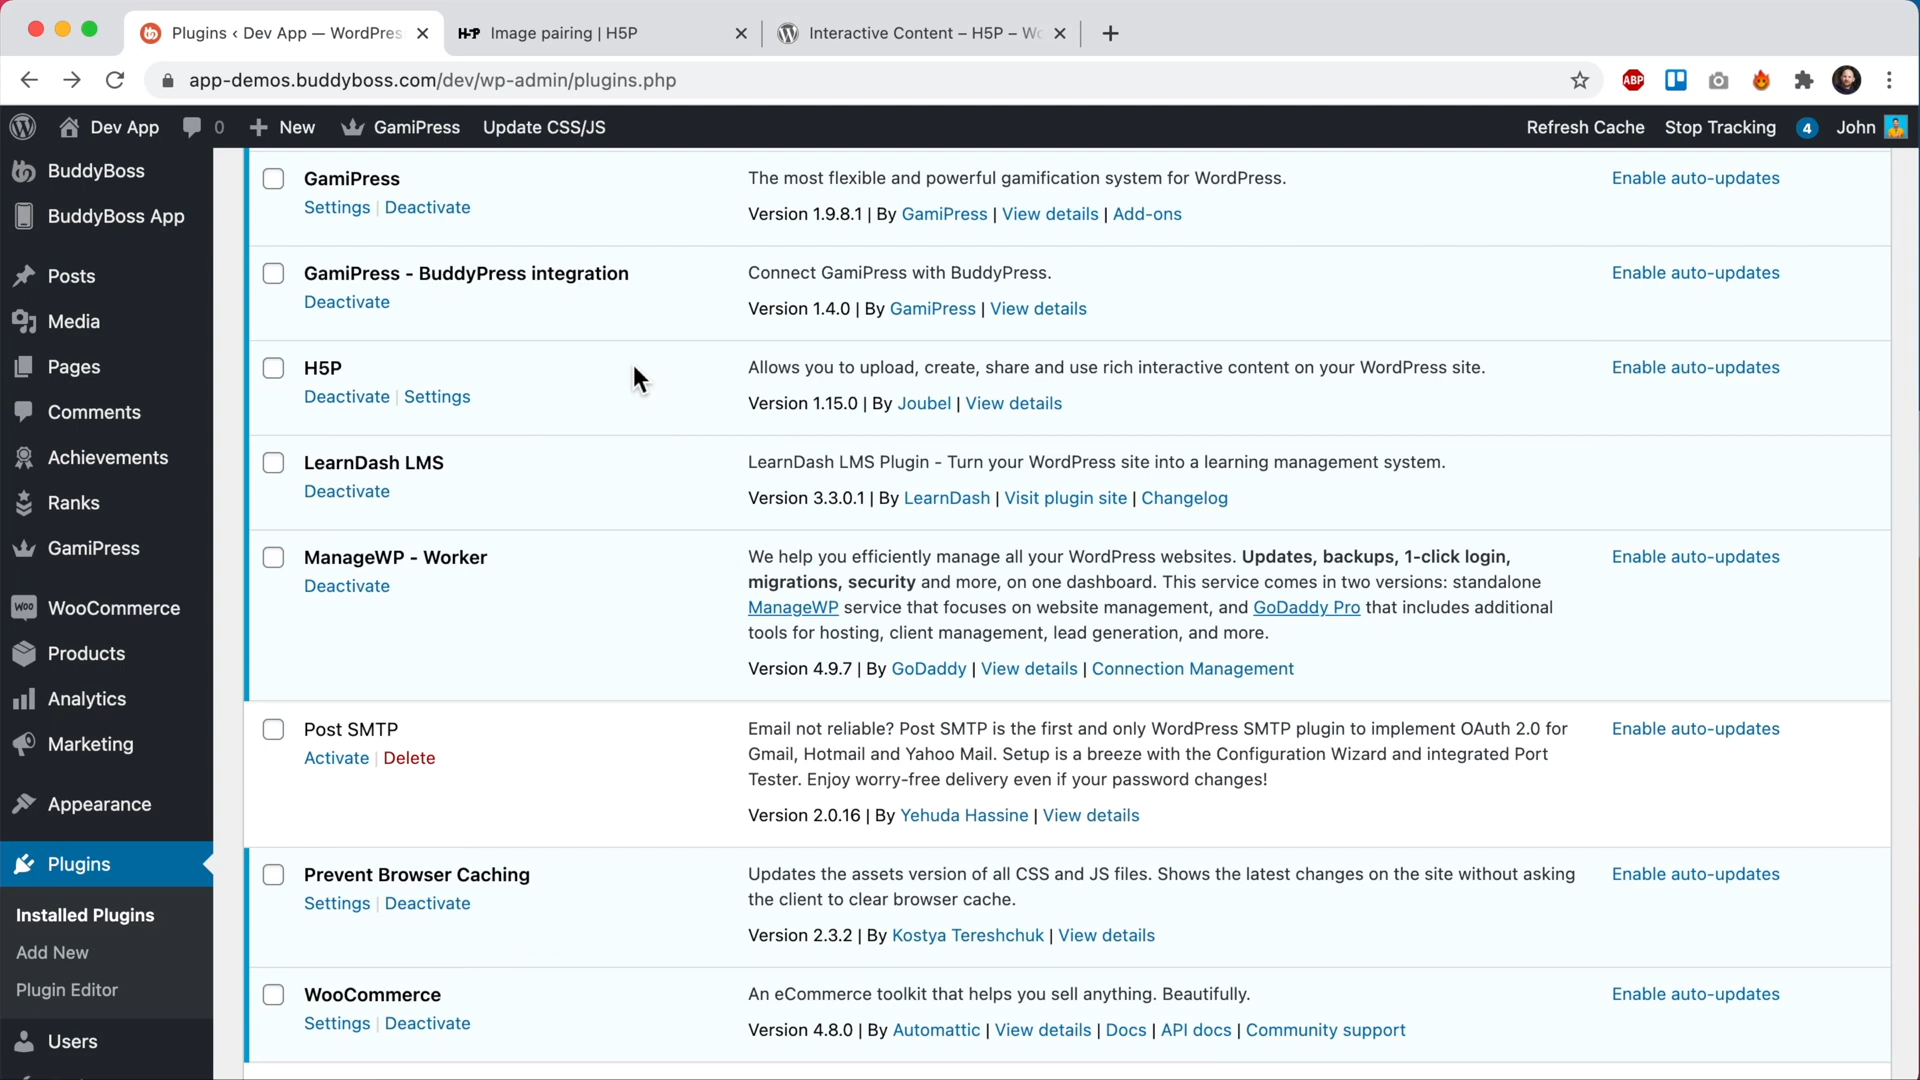 Plugins ‹ Dev App — WordPres
H-P Image pairing | H5P
Interactive Content – H5P – Wo
app-demos.buddyboss.com/dev/wp-admin/plugins.php
ABP
Dev App 0 New GamiPress Update CSS/JS Refresh Cache Stop Tracking 4 John
BuddyBoss
BuddyBoss App
Posts
Media
Pages
Comments
Achievements
Ranks
GamiPress
WOO WooCommerce
Products
Analytics
Marketing
Appearance
Plugins
Installed Plugins
Add New
Plugin Editor
Users
GamiPress The most flexible and powerful gamification system for WordPress. Enable auto-updates
Settings | Deactivate
Version 1.9.8.1 | By GamiPress | View details | Add-ons
GamiPress - BuddyPress integration Connect GamiPress with BuddyPress. Enable auto-updates
Deactivate
Version 1.4.0 | By GamiPress | View details
H5P Allows you to upload, create, share and use rich interactive content on your WordPress site. Enable auto-updates
Deactivate | Settings
Version 1.15.0 | By Joubel | View details
LearnDash LMS LearnDash LMS Plugin - Turn your WordPress site into a learning management system.
Deactivate
Version 3.3.0.1 | By LearnDash | Visit plugin site | Changelog
ManageWP - Worker We help you efficiently manage all your WordPress websites. Updates, backups, 1-click login, Enable auto-updates
Deactivate migrations, security and more, on one dashboard. This service comes in two versions: standalone
ManageWP service that focuses on website management, and GoDaddy Pro that includes additional
tools for hosting, client management, lead generation, and more.
Version 4.9.7 | By GoDaddy | View details | Connection Management
Post SMTP Email not reliable? Post SMTP is the first and only WordPress SMTP plugin to implement OAuth 2.0 for Enable auto-updates
Activate | Delete Gmail, Hotmail and Yahoo Mail. Setup is a breeze with the Configuration Wizard and integrated Port
Tester. Enjoy worry-free delivery even if your password changes!
Version 2.0.16 | By Yehuda Hassine | View details
Prevent Browser Caching Updates the assets version of all CSS and JS files. Shows the latest changes on the site without asking Enable auto-updates
Settings | Deactivate the client to clear browser cache.
Version 2.3.2 | By Kostya Tereshchuk | View details
WooCommerce An eCommerce toolkit that helps you sell anything. Beautifully. Enable auto-updates
Settings | Deactivate Version 4.8.0 | By Automattic | View details | Docs | API docs | Community support